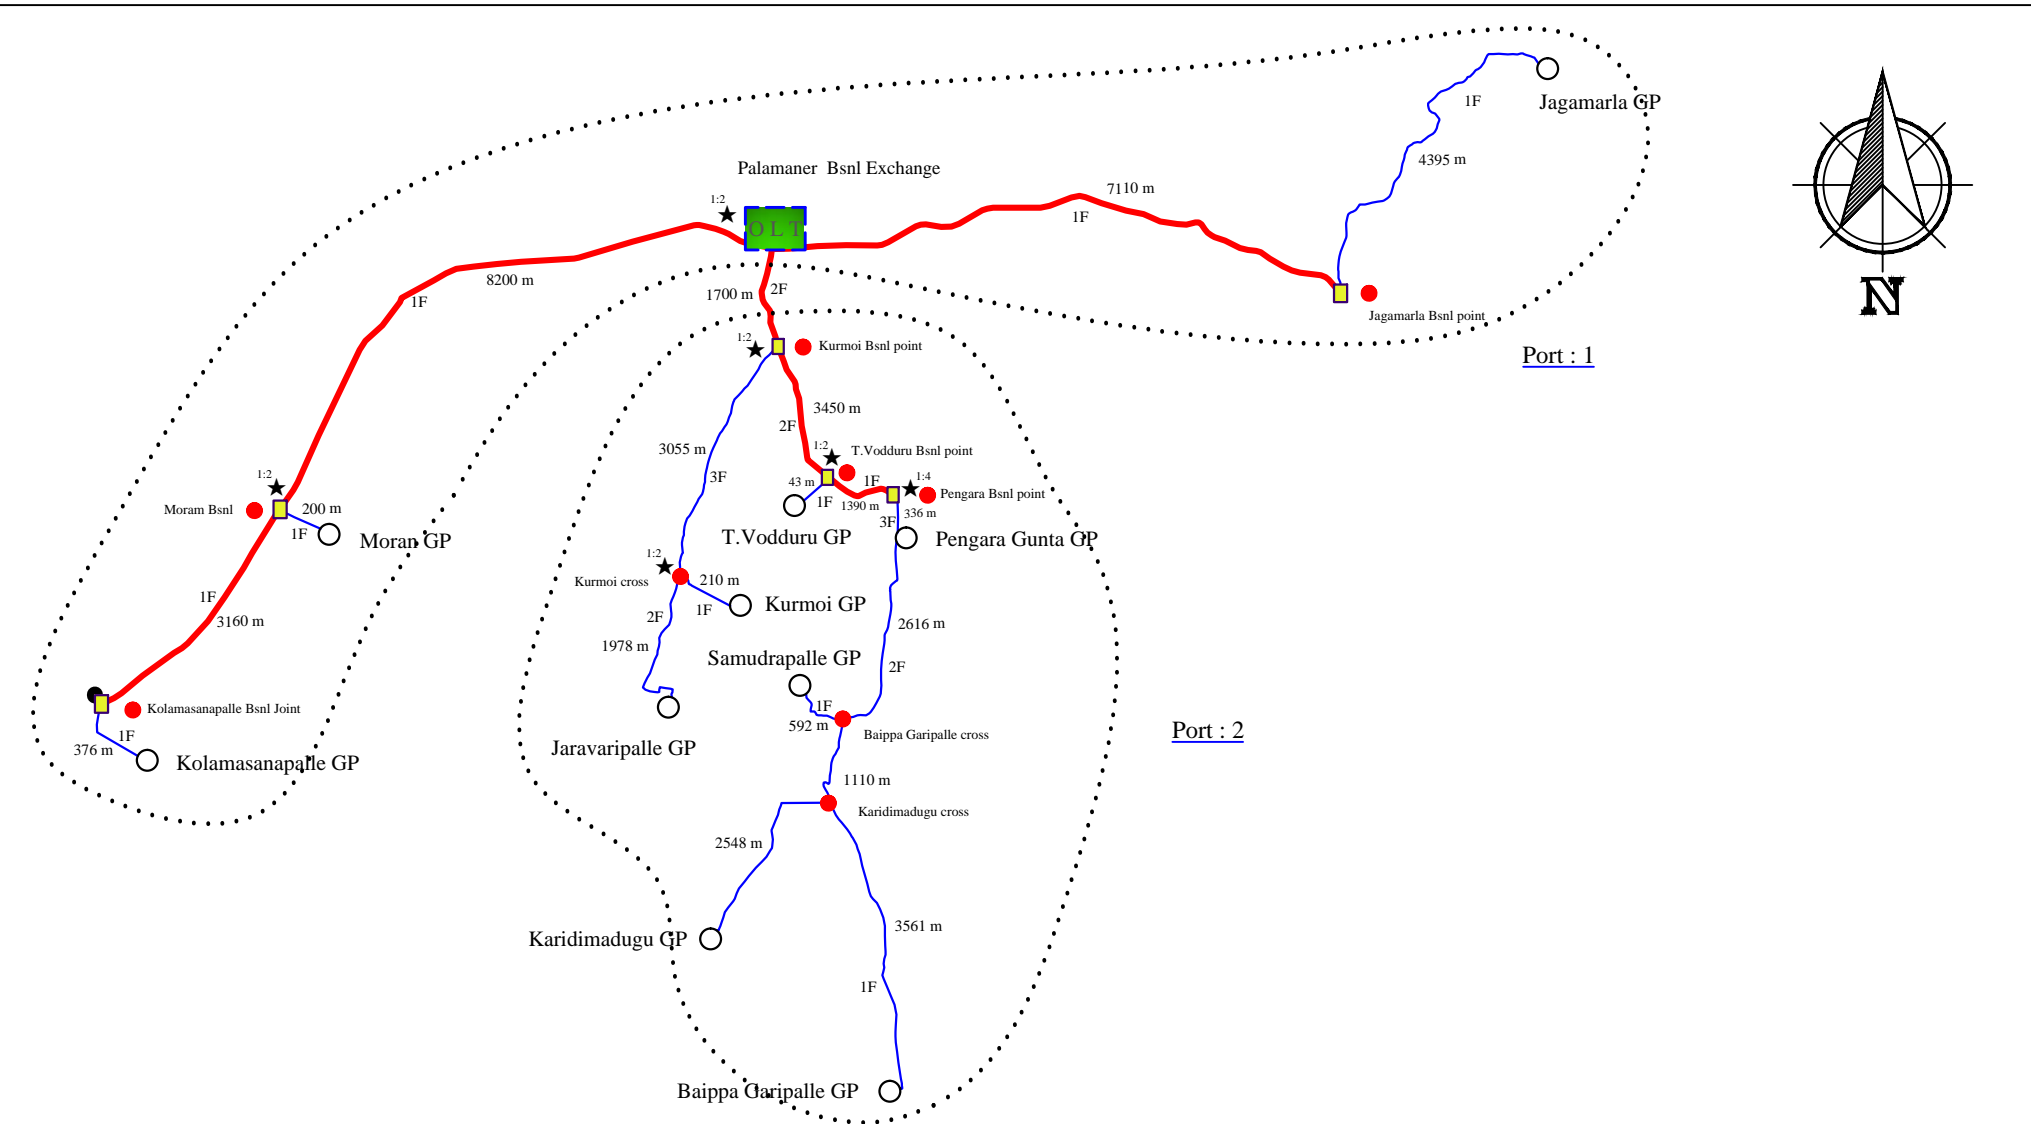 Jagamarla GP
1F
4395 m
Palamaner  Bsnl Exchange
7110 m
1F
1:2
O L T
8200 m
1F
1700 m
2F
N
Jagamarla Bsnl point
Port : 1
1:2
Kurmoi Bsnl point
3450 m
2F
3055 m
3F
1:2
T.Vodduru Bsnl point
1:2
Moram Bsnl
200 m
1F
Moran GP
43 m
1F
1F
1390 m
1:4
Pengara Bsnl point
336 m
3F
T.Vodduru GP
Pengara Gunta GP
1:2
Kurmoi cross
210 m
1F
Kurmoi GP
2F
1978 m
1F
3160 m
2616 m
2F
Samudrapalle GP
1F
592 m
Baippa Garipalle cross
Kolamasanapalle Bsnl Joint
1F
376 m
Kolamasanapalle GP
Jaravaripalle GP
Port : 2
1110 m
Karidimadugu cross
2548 m
3561 m
Karidimadugu GP
1F
Baippa Garipalle GP